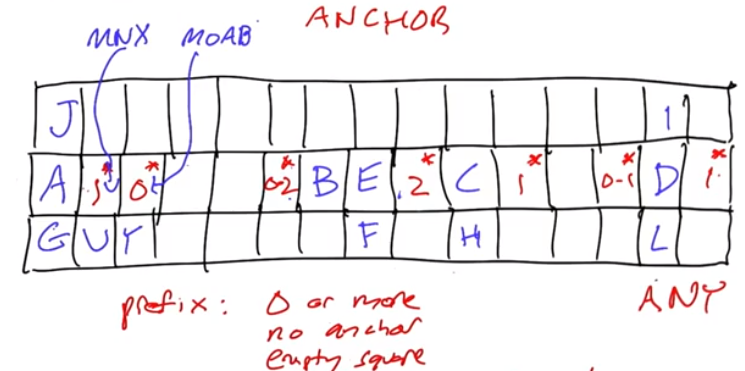 ANCHOR
MNX MOAB
J I
A 1* 0* 0-2* B E 2* C 1* 0-1* D 1*
G U Y F H L
prefix: 0 or more
no anchor
empty square
ANY